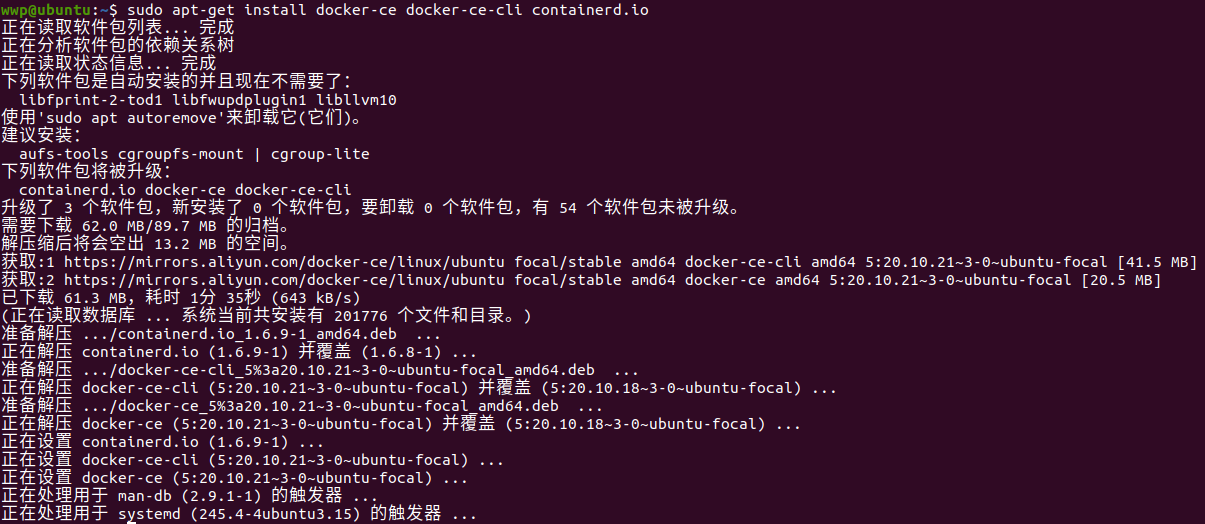 wwp@ubuntu:~$ sudo apt-get install docker-ce docker-ce-cli containerd.io
正在读取软件包列表... 完成
正在分析软件包的依赖关系树
正在读取状态信息... 完成
下列软件包是自动安装的并且现在不需要了：
  libfprint-2-tod1 libfwupdplugin1 libllvm10
使用'sudo apt autoremove'来卸载它(它们)。
建议安装：
  aufs-tools cgroupfs-mount | cgroup-lite
下列软件包将被升级：
  containerd.io docker-ce docker-ce-cli
升级了 3 个软件包，新安装了 0 个软件包，要卸载 0 个软件包，有 54 个软件包未被升级。
需要下载 62.0 MB/89.7 MB 的归档。
解压缩后将会空出 13.2 MB 的空间。
获取:1 https://mirrors.aliyun.com/docker-ce/linux/ubuntu focal/stable amd64 docker-ce-cli amd64 5:20.10.21~3-0~ubuntu-focal [41.5 MB]
获取:2 https://mirrors.aliyun.com/docker-ce/linux/ubuntu focal/stable amd64 docker-ce amd64 5:20.10.21~3-0~ubuntu-focal [20.5 MB]
已下载 61.3 MB，耗时 1分 35秒 (643 kB/s)
(正在读取数据库 ... 系统当前共安装有 201776 个文件和目录。)
准备解压 .../containerd.io_1.6.9-1_amd64.deb  ...
正在解压 containerd.io (1.6.9-1) 并覆盖 (1.6.8-1) ...
准备解压 .../docker-ce-cli_5%3a20.10.21~3-0~ubuntu-focal_amd64.deb  ...
正在解压 docker-ce-cli (5:20.10.21~3-0~ubuntu-focal) 并覆盖 (5:20.10.18~3-0~ubuntu-focal) ...
准备解压 .../docker-ce_5%3a20.10.21~3-0~ubuntu-focal_amd64.deb  ...
正在解压 docker-ce (5:20.10.21~3-0~ubuntu-focal) 并覆盖 (5:20.10.18~3-0~ubuntu-focal) ...
正在设置 containerd.io (1.6.9-1) ...
正在设置 docker-ce-cli (5:20.10.21~3-0~ubuntu-focal) ...
正在设置 docker-ce (5:20.10.21~3-0~ubuntu-focal) ...
正在处理用于 man-db (2.9.1-1) 的触发器 ...
正在处理用于 systemd (245.4-4ubuntu3.15) 的触发器 ...